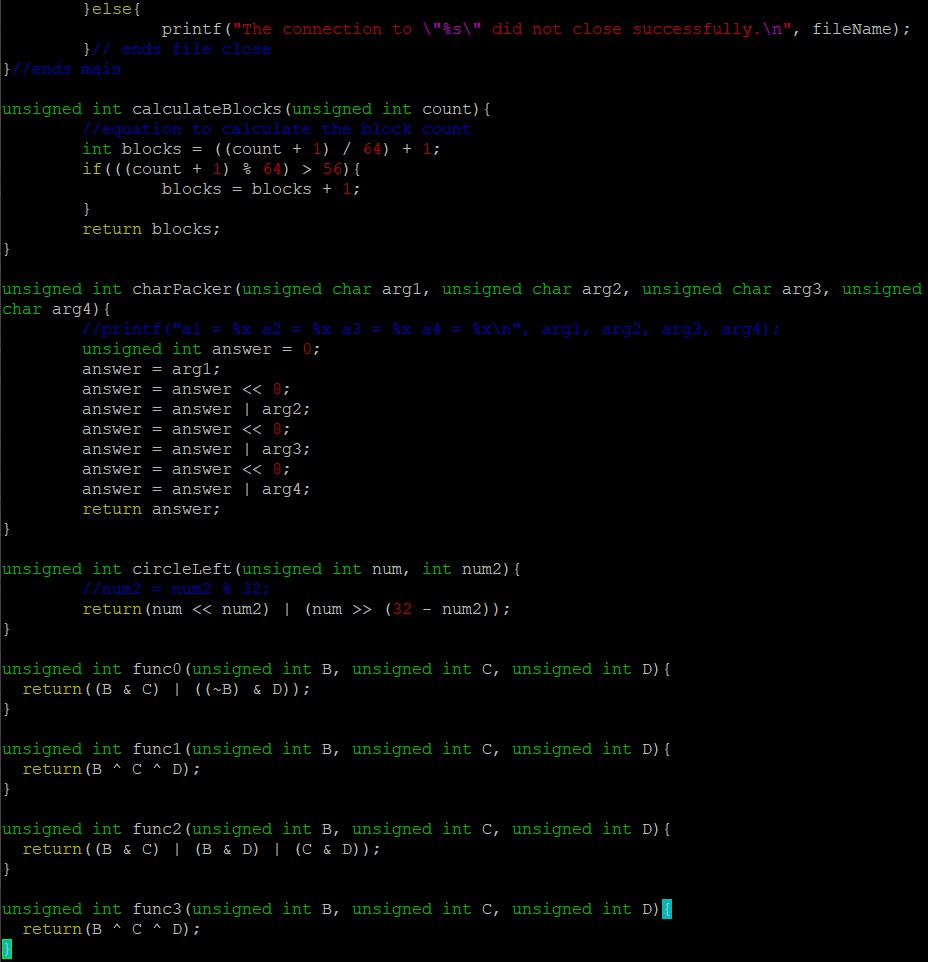 }else{
printf("The connection to \"%s\" did not close successfully.\n", fileName);
}// ends file close
}//ends main
unsigned int calculateBlocks(unsigned int count){
//equation to calculate the block count
int blocks = ((count + 1) / 64) + 1;
if(((count + 1) % 64) > 56){
blocks = blocks + 1;
}
return blocks;
}
unsigned int charPacker(unsigned char arg1, unsigned char arg2, unsigned char arg3, unsigned
char arg4){
//printf("a1 = %x a2 = %x a3 = %x a4 = %x\n", arg1, arg2, arg3, arg4);
unsigned int answer = 0;
answer = arg1;
answer = answer << 8;
answer = answer | arg2;
answer = answer << 8;
answer = answer | arg3;
answer = answer << 8;
answer = answer | arg4;
return answer;
}
unsigned int circleLeft(unsigned int num, int num2){
//num2 = num2 % 32;
return(num << num2) | (num >> (32 - num2));
}
unsigned int func0(unsigned int B, unsigned int C, unsigned int D){
return((B & C) | ((~B) & D));
}
unsigned int func1(unsigned int B, unsigned int C, unsigned int D){
return(B ^ C ^ D);
}
unsigned int func2(unsigned int B, unsigned int C, unsigned int D){
return((B & C) | (B & D) | (C & D));
}
unsigned int func3(unsigned int B, unsigned int C, unsigned int D){
return(B ^ C ^ D);
}